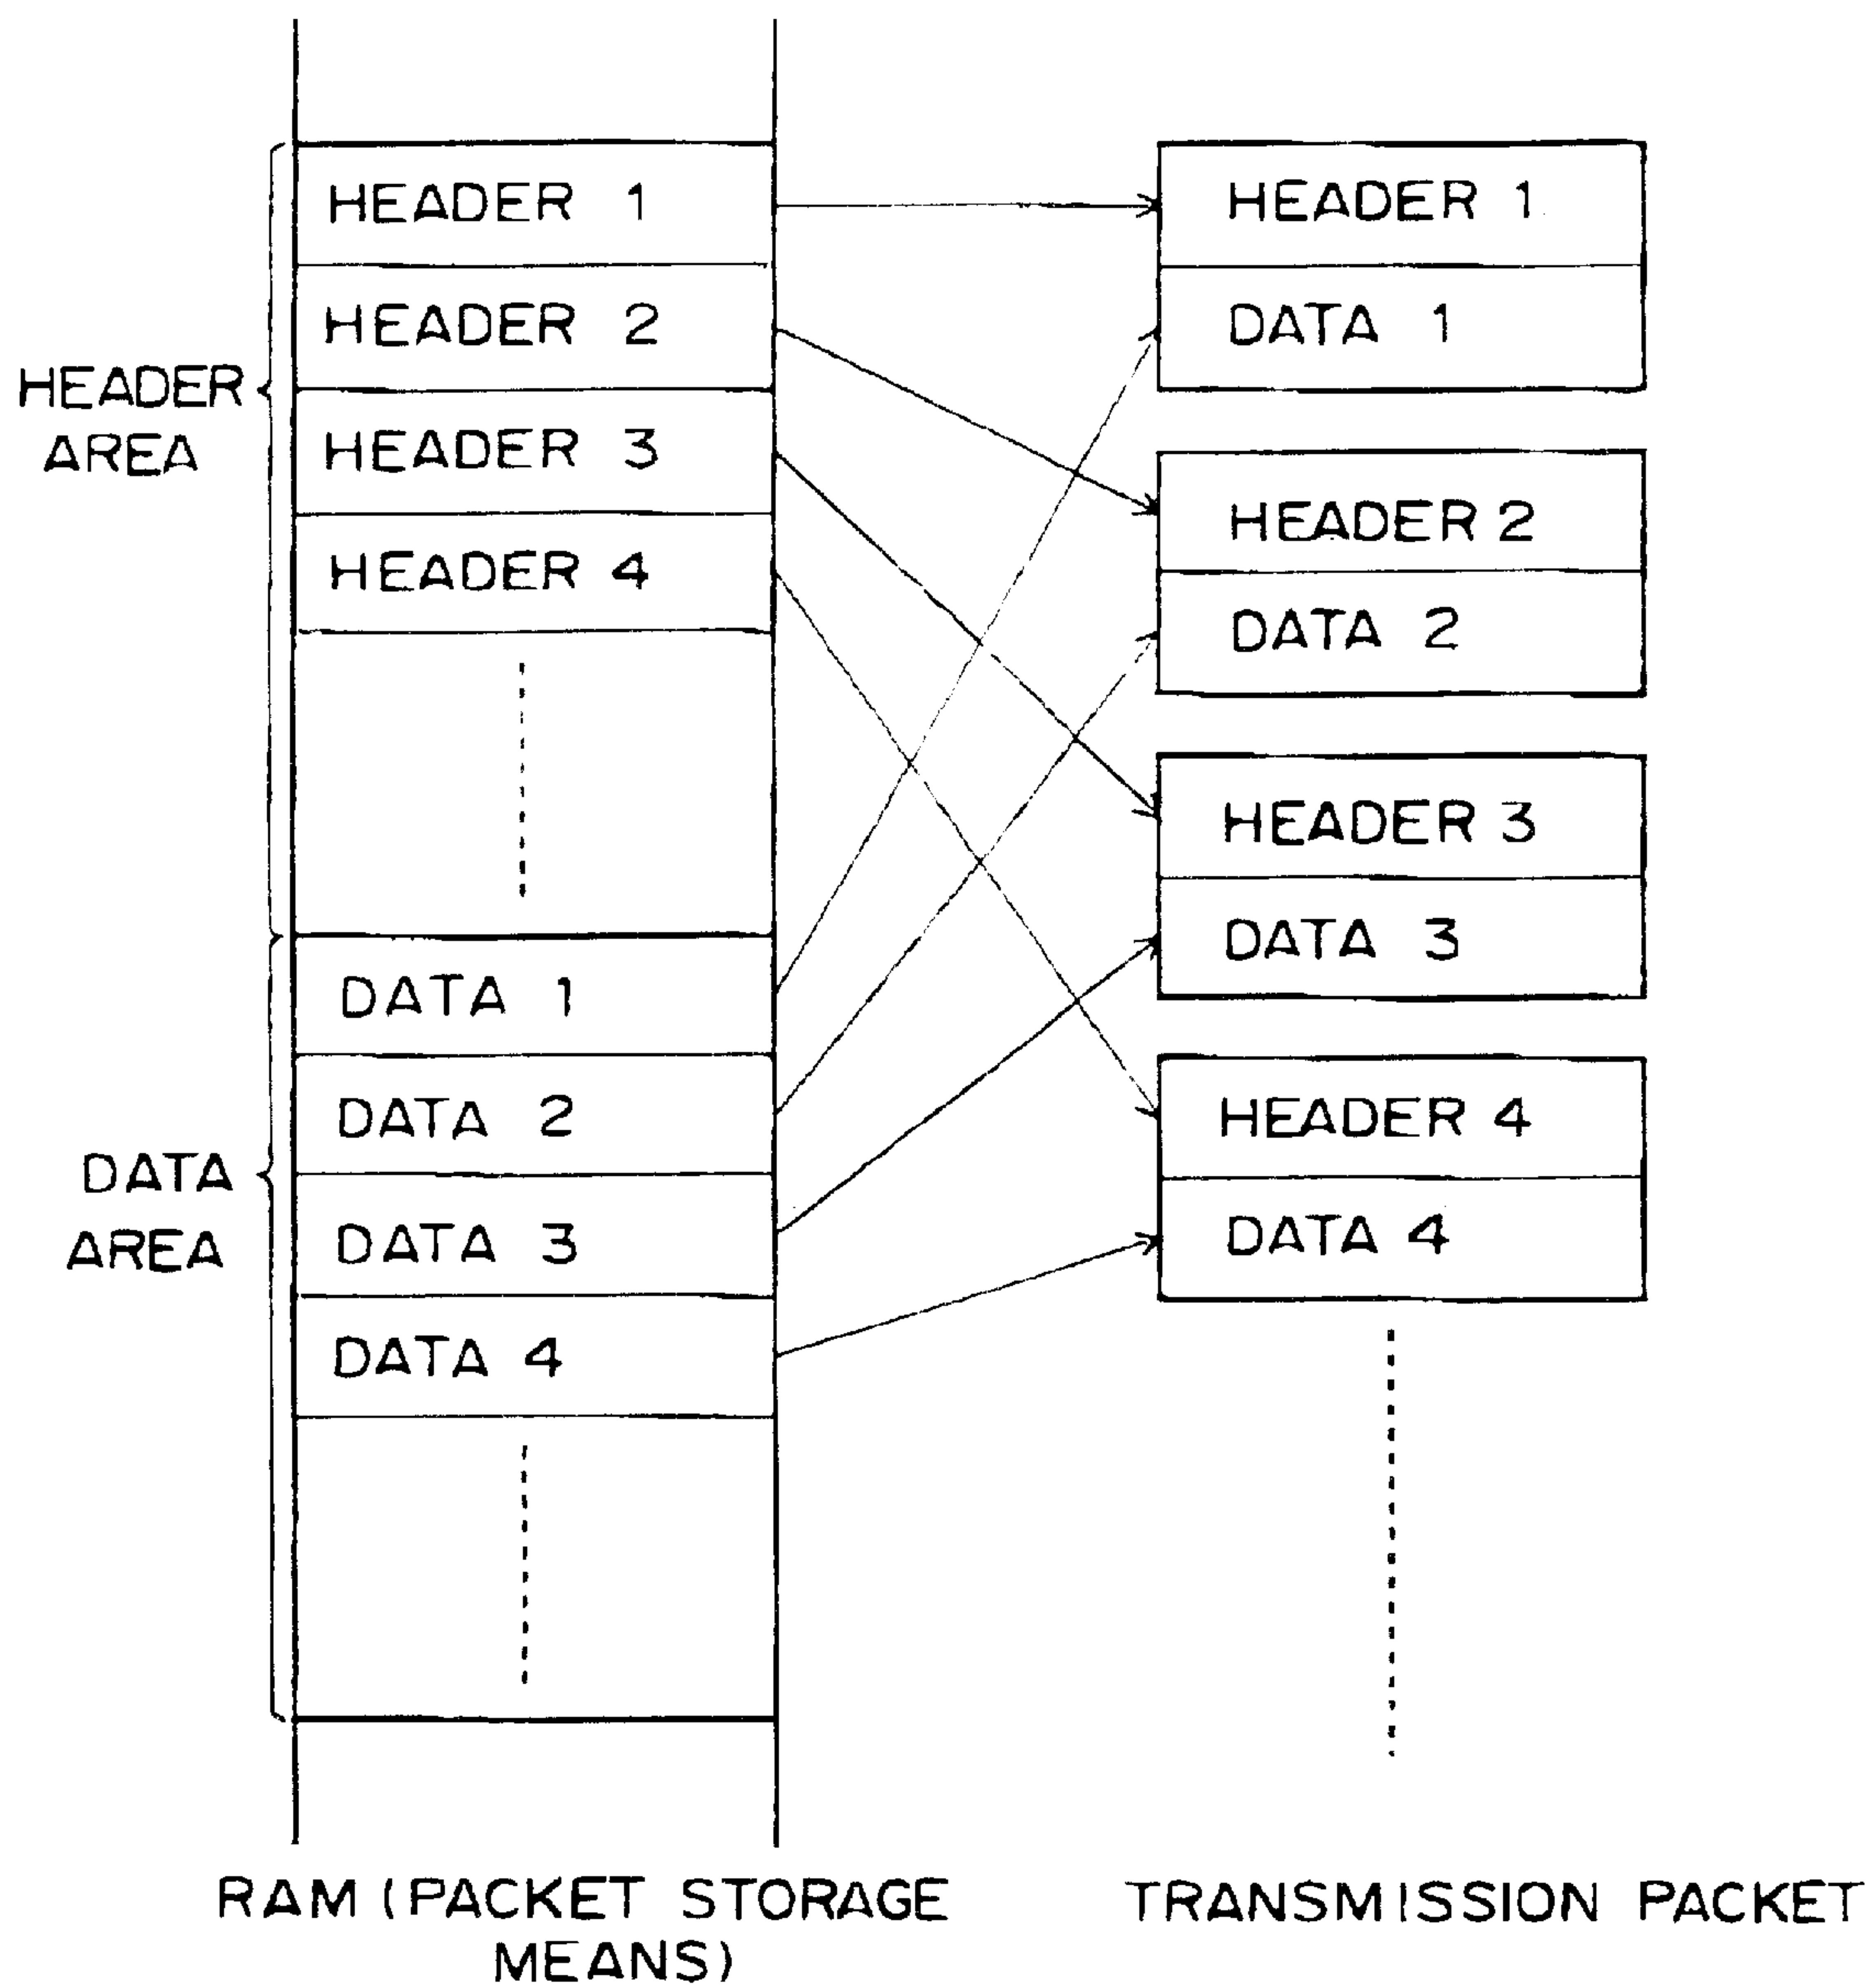 HEADER
AREA
HEADER 1
HEADER 2
HEADER 3
HEADER 4
DATA
AREA
DATA 1
DATA 2
DATA 3
DATA 4
RAM (PACKET STORAGE
MEANS)
HEADER 1
DATA 1
HEADER 2
DATA 2
HEADER 3
DATA 3
HEADER 4
DATA 4
TRANSMISSION PACKET